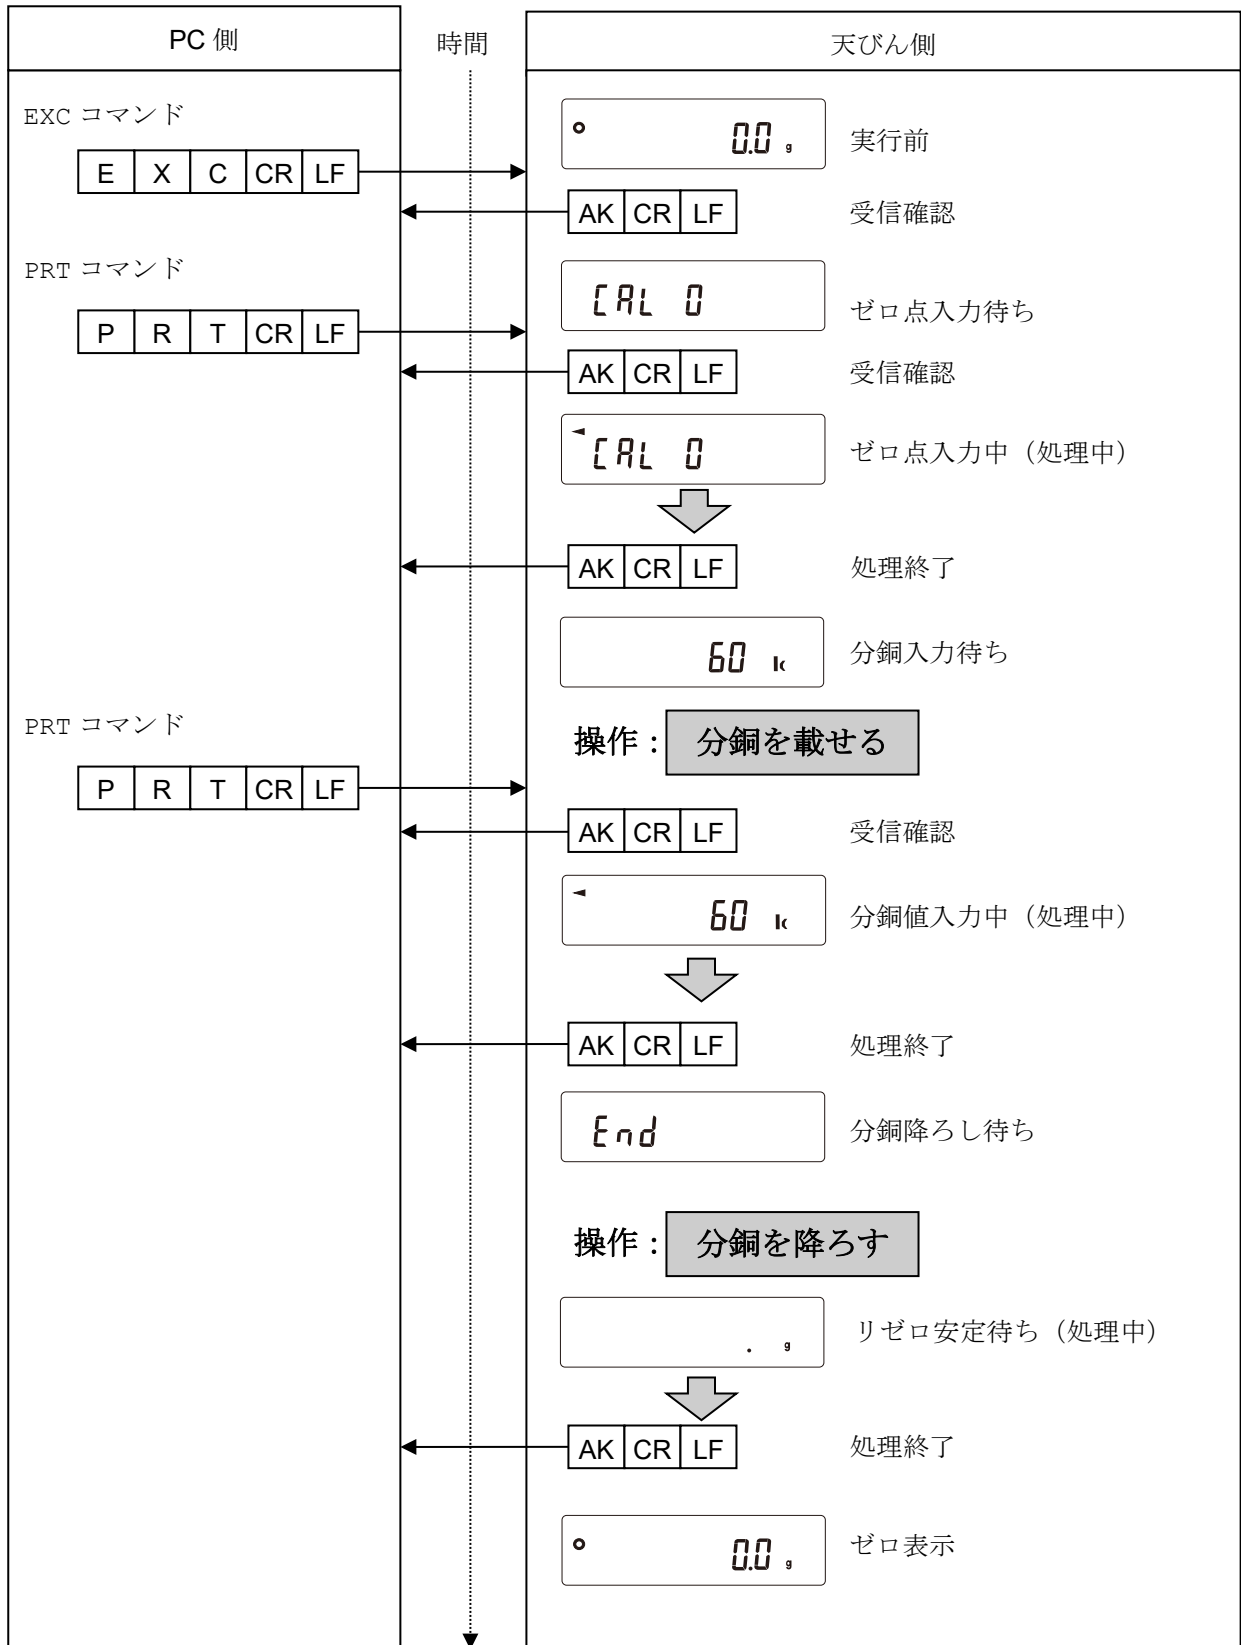 PC 側 時間 天びん側
EXC コマンド
0.0 g 実行前
E X C CR LF
AK CR LF 受信確認
PRT コマンド
CAL 0 ゼロ点入力待ち
P R T CR LF
AK CR LF 受信確認
CAL 0 ゼロ点入力中（処理中）
AK CR LF 処理終了
60 k 分銅入力待ち
PRT コマンド
操作： 分銅を載せる
P R T CR LF
AK CR LF 受信確認
60 k 分銅値入力中（処理中）
AK CR LF 処理終了
End 分銅降ろし待ち
操作： 分銅を降ろす
. g リゼロ安定待ち（処理中）
AK CR LF 処理終了
0.0 g ゼロ表示